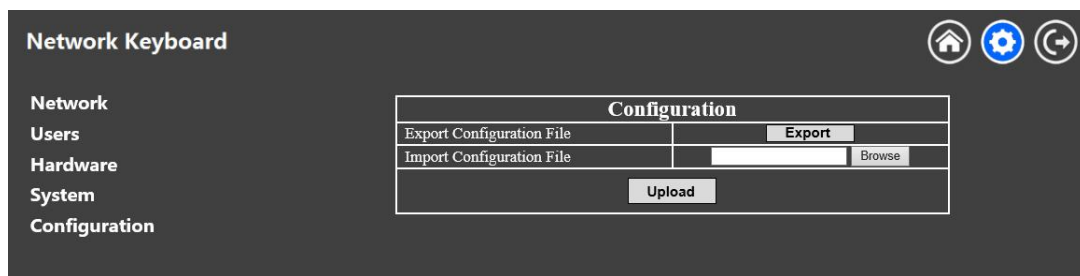 Network Keyboard
Network
Users
Hardware
System
Configuration
Configuration
Export Configuration File Export
Import Configuration File Browse
Upload